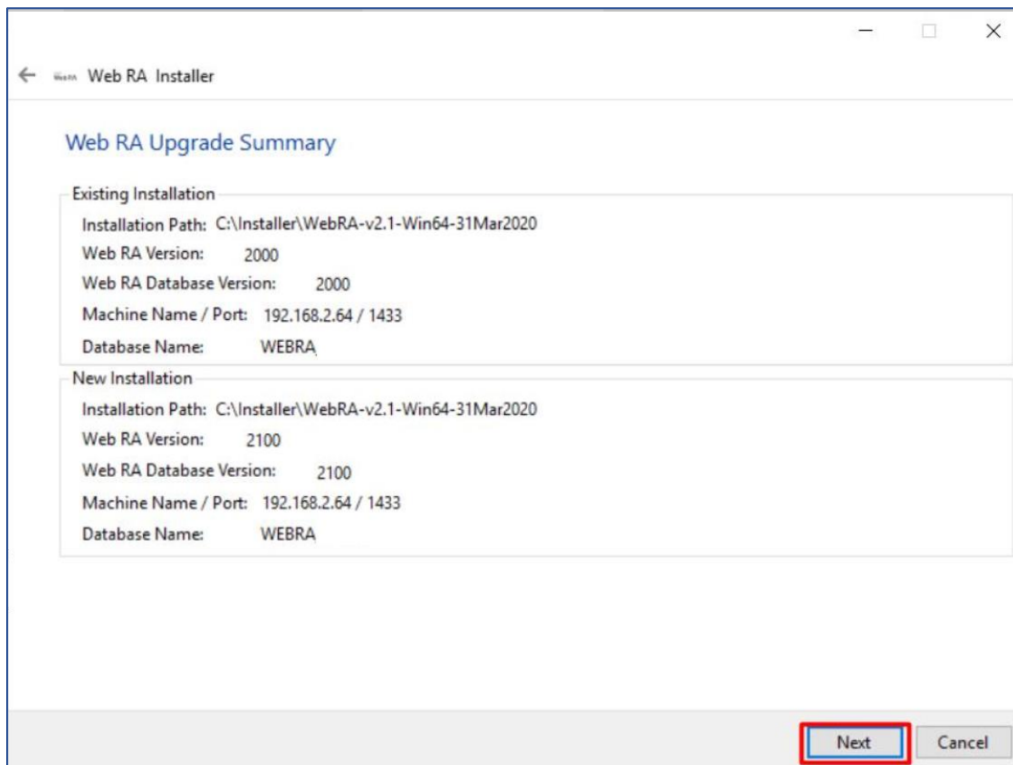 Web RA Installer
Web RA Upgrade Summary
Existing Installation
Installation Path: C:\Installer\WebRA-v2.1-Win64-31Mar2020
Web RA Version: 2000
Web RA Database Version: 2000
Machine Name / Port: 192.168.2.64 / 1433
Database Name: WEBRA
New Installation
Installation Path: C:\Installer\WebRA-v2.1-Win64-31Mar2020
Web RA Version: 2100
Web RA Database Version: 2100
Machine Name / Port: 192.168.2.64 / 1433
Database Name: WEBRA
Next Cancel